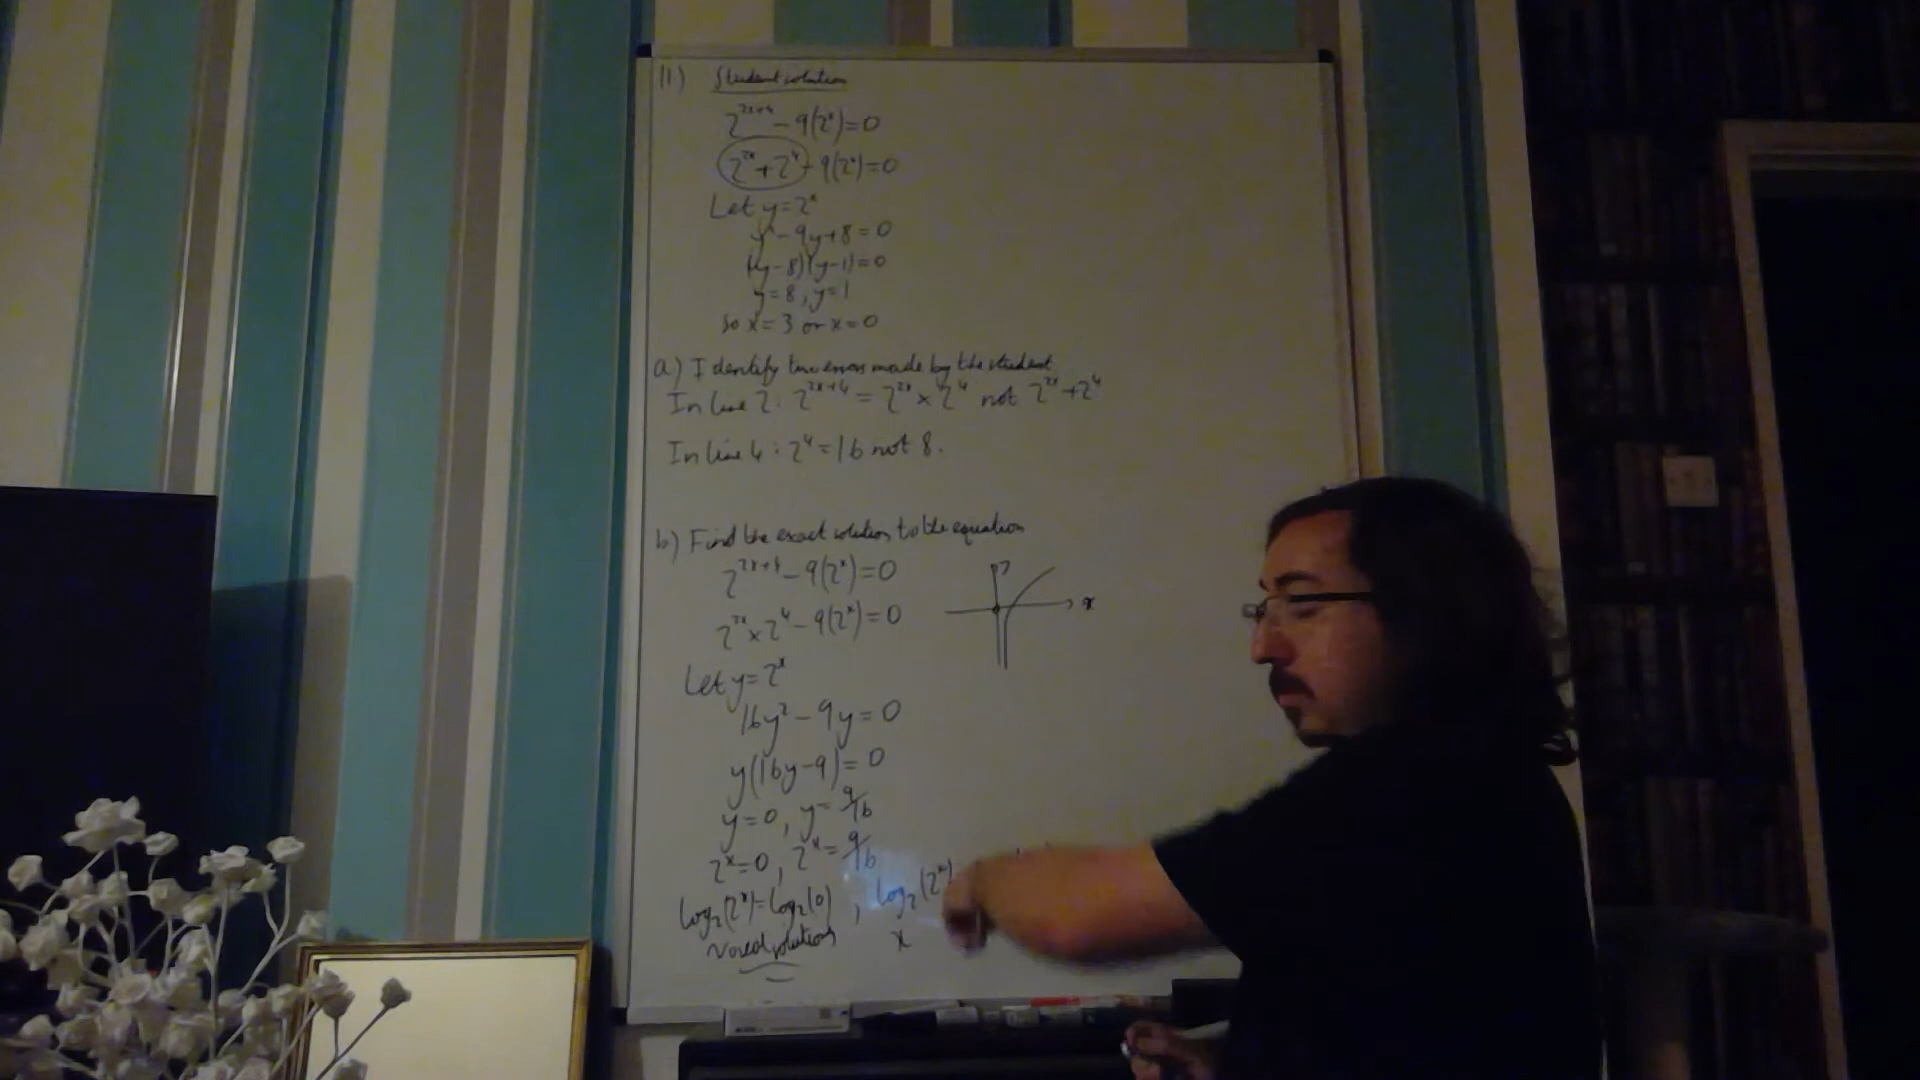 11.) Student solution
2^{2x+4} - 9(2^x) = 0
2^{2x} + 2^4 - 9(2^x) = 0
Let y = 2^x
y^2 - 9y + 8 = 0
(y - 8)(y - 1) = 0
y = 8, y = 1
So x = 3 or x = 0
a) Identify two errors made by the student
In line 2: 2^{2x+4} = 2^{2x} × 2^4 not 2^{2x} + 2^4
In line 4: 2^4 = 16 not 8.
b) Find the exact solution to the equation
2^{2x+4} - 9(2^x) = 0
y
2^{2x} × 2^4 - 9(2^x) = 0
x
Let y = 2^x
16y^2 - 9y = 0
y(16y - 9) = 0
y = 0, y = 9/16
2^x = 0, 2^x = 9/16
log_2(2^x) = log_2(0), log_2(2^x)
No real solutions x